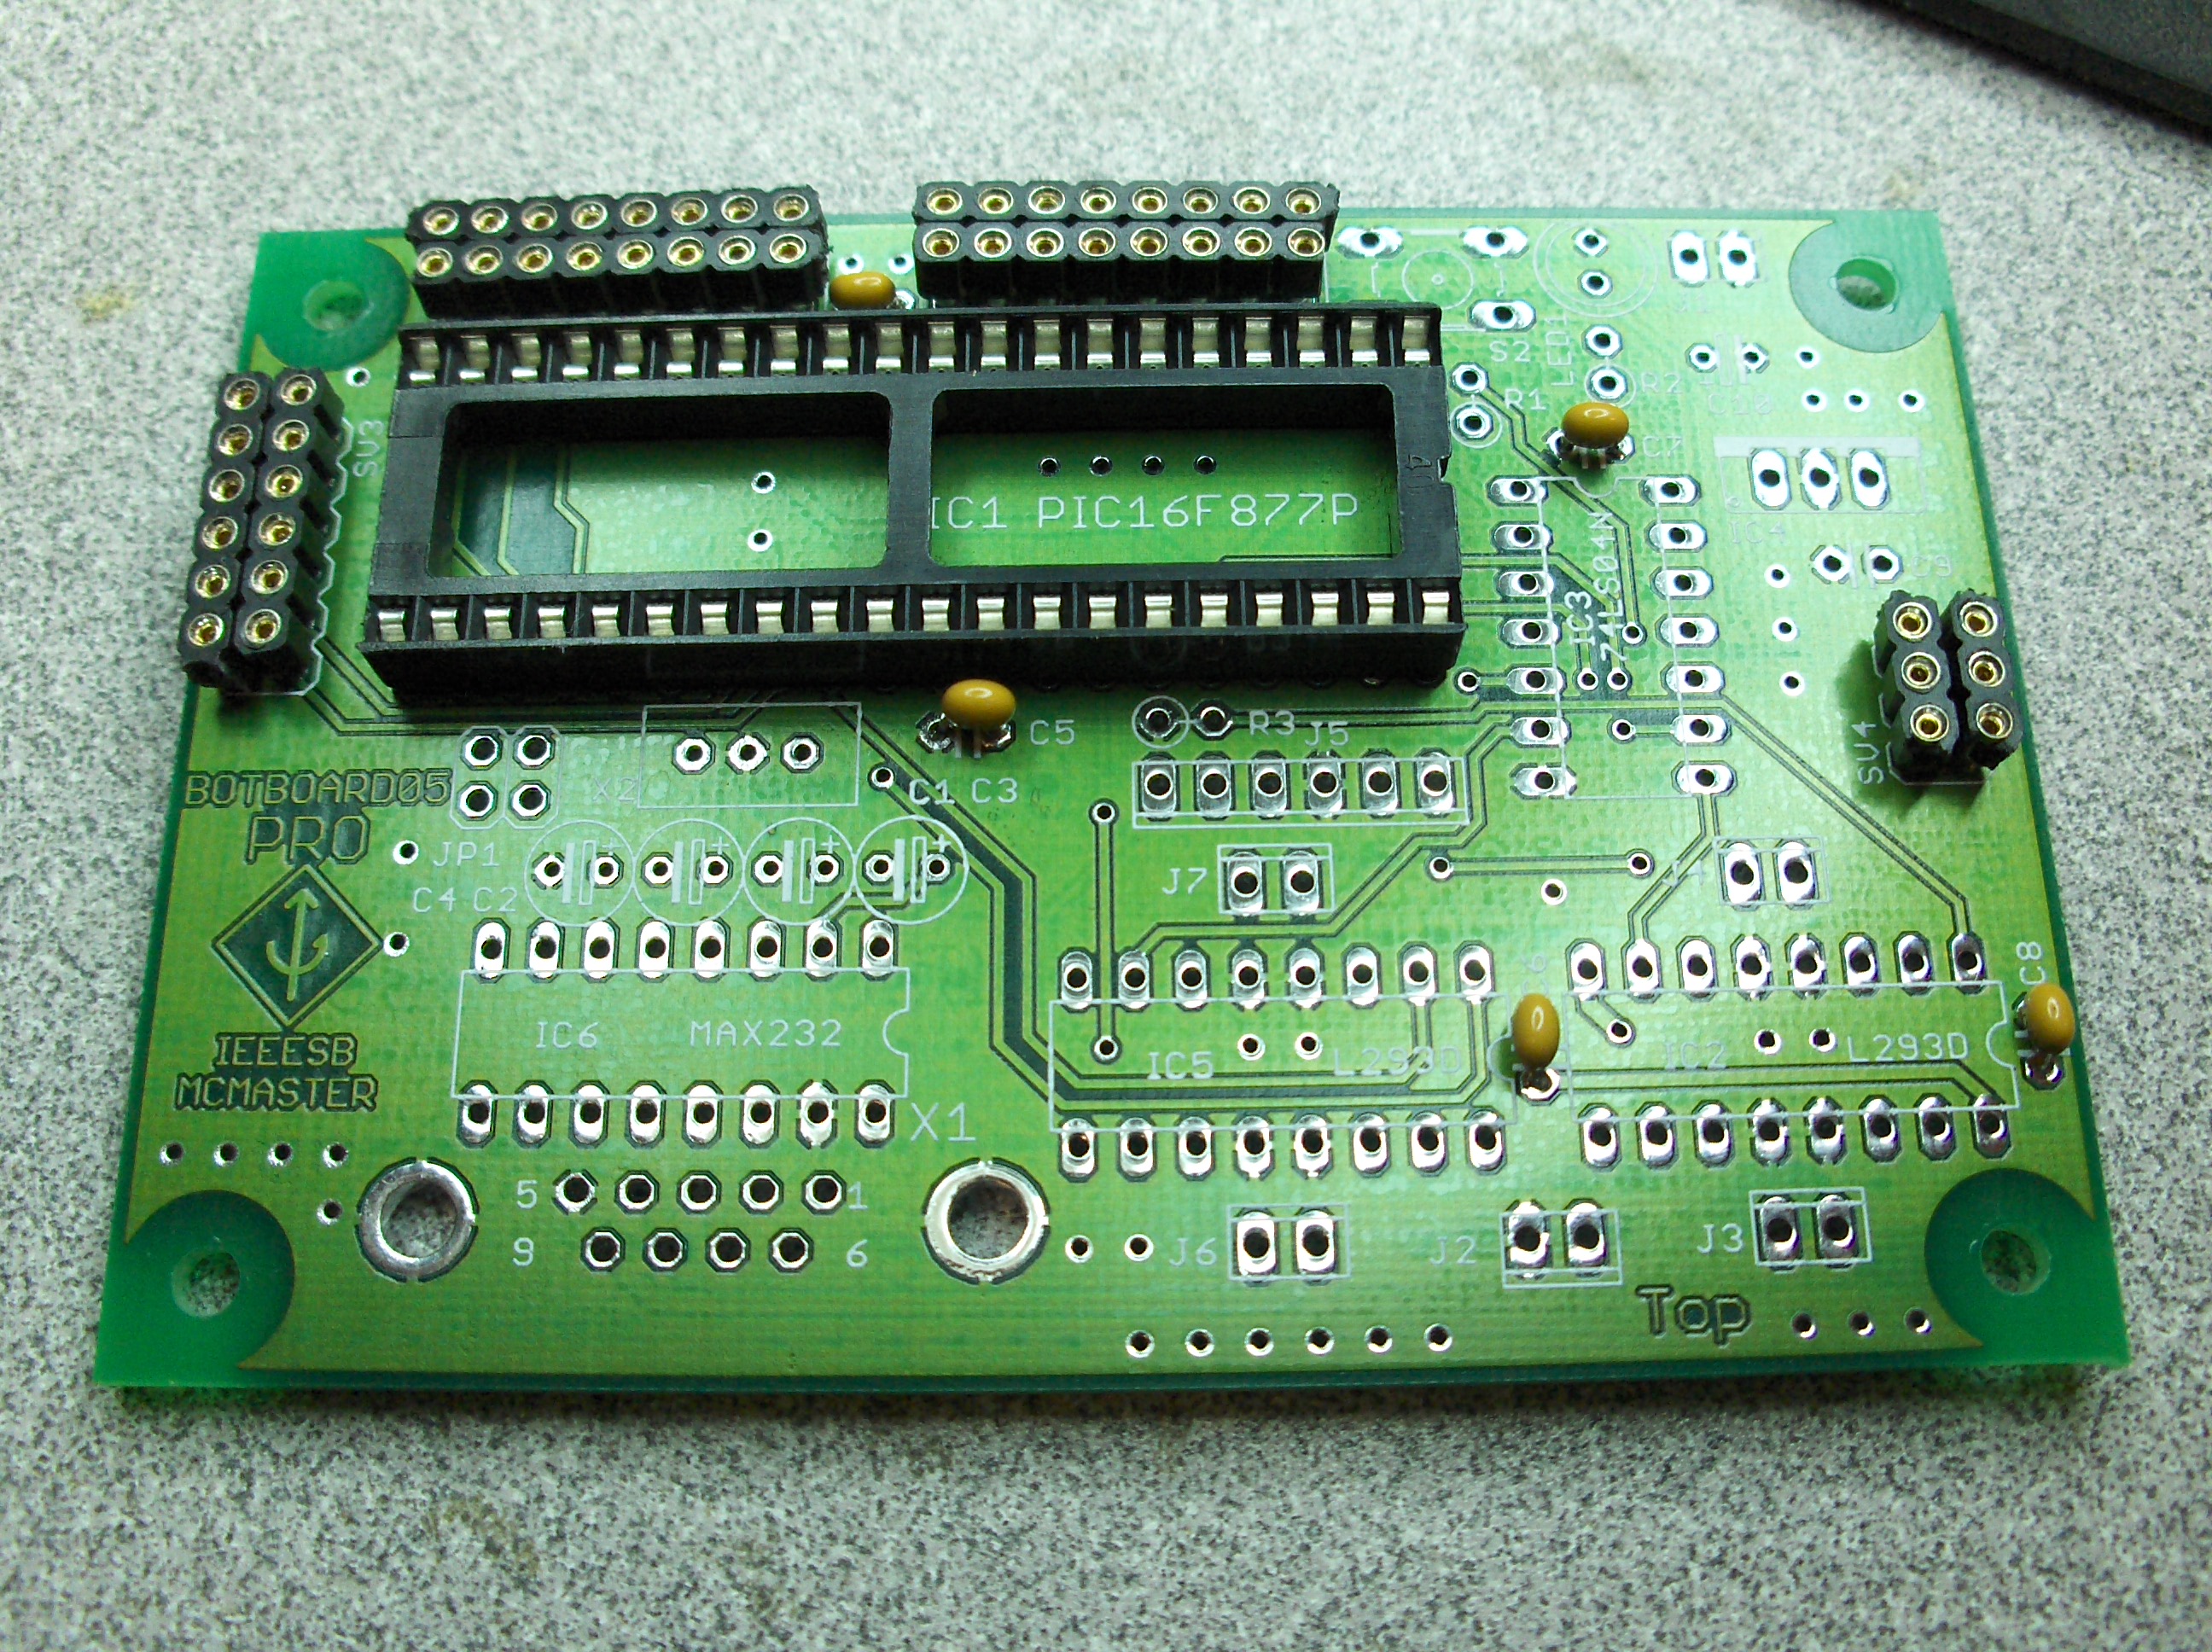 S2
LED1
R1
R2
SV3
C7
IC1 PIC16F877P
IC4
C9
IC3
74LS04N
SV4
R3
J5
C5
X2
C1 C3
BOTBOARD05
PRO
JP1
C4 C2
J7
C8
IC6 MAX232
IC5 L293D
IC2 L293D
IEEESB
MCMASTER
X1
5 1
9 6
J6
J2
J3
Top